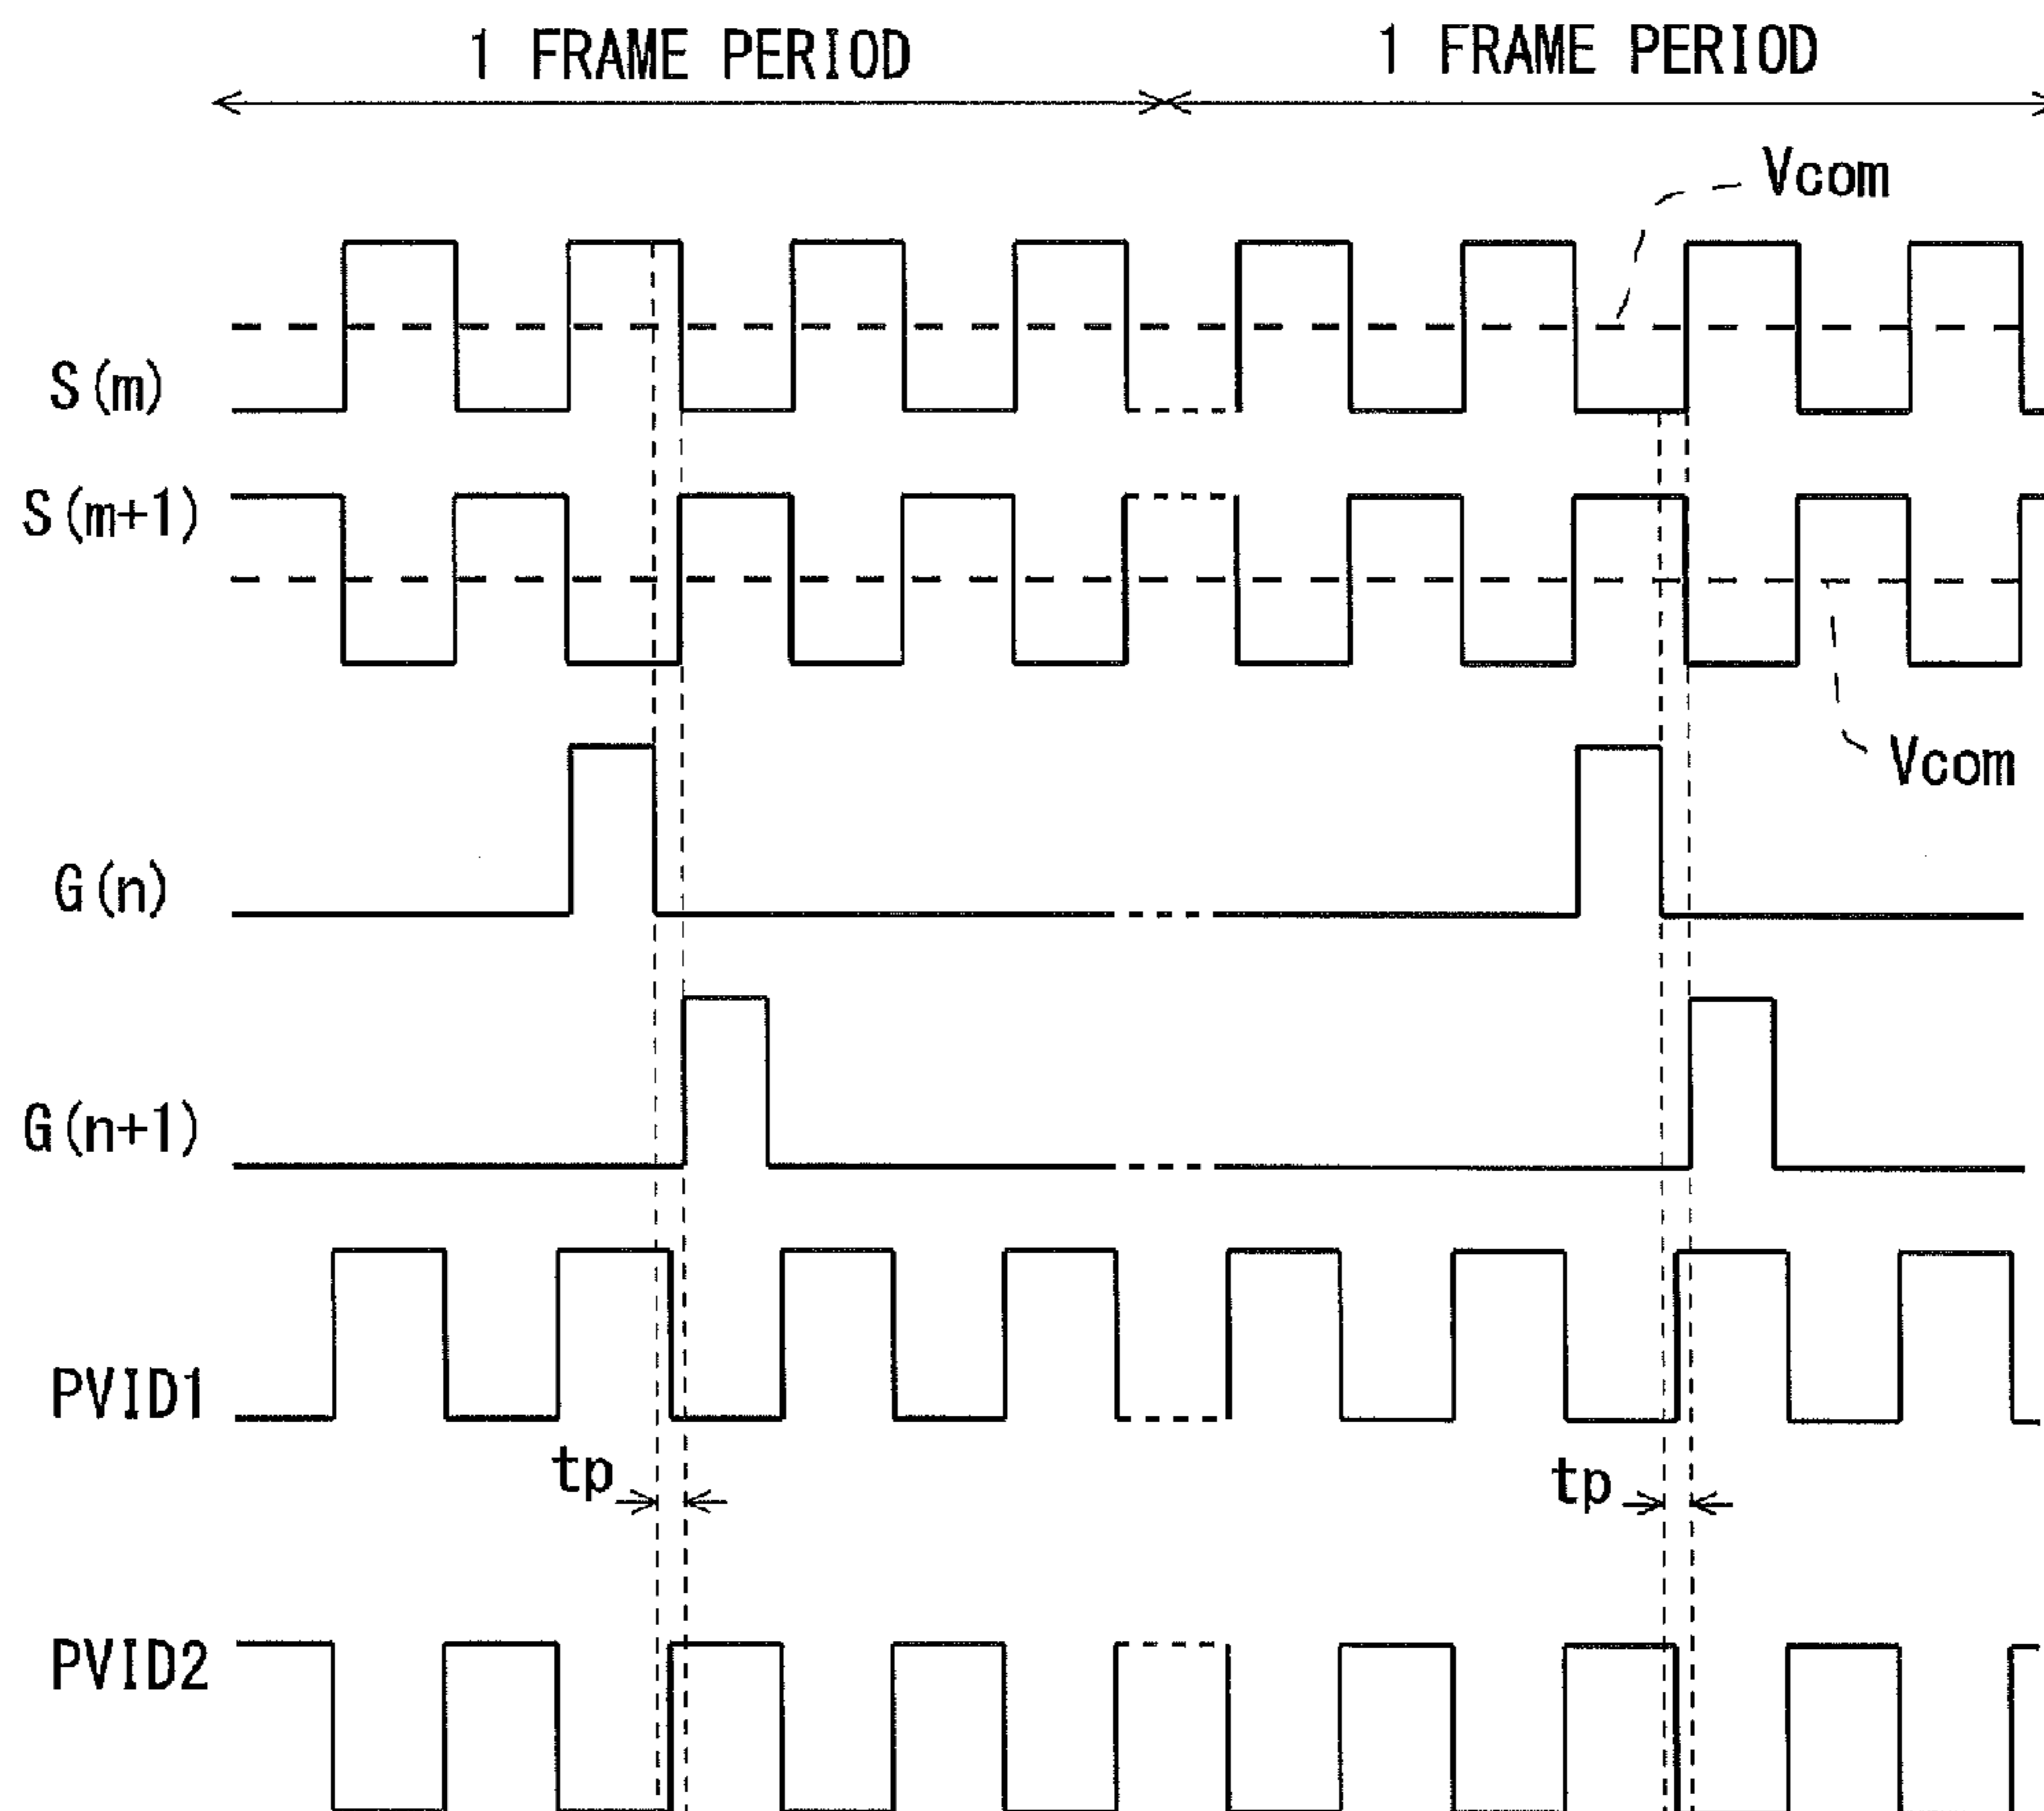 1 FRAME PERIOD
1 FRAME PERIOD
Vcom
S(m)
S(m+1)
Vcom
G(n)
G(n+1)
PVID1
tp
tp
PVID2